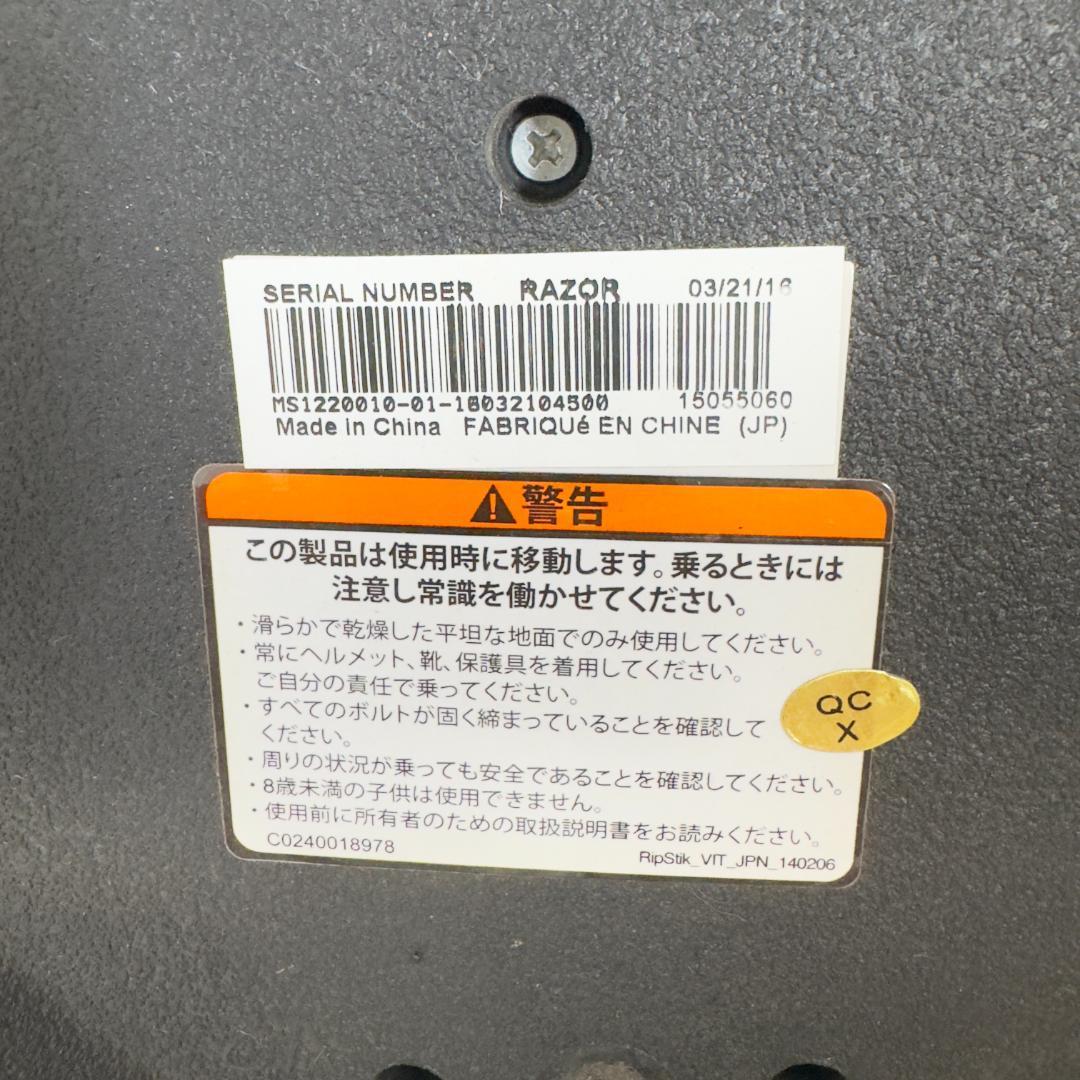 SERIAL NUMBER RAZOR 03/21/16
MS1220010-01-16032104500 15055060
Made in China FABRIQUé EN CHINE (JP)
警告
この製品は使用時に移動します。乗るときには
注意し常識を働かせてください。
・滑らかで乾燥した平坦な地面でのみ使用してください。
・常にヘルメット、靴、保護具を着用してください。
ご自分の責任で乗ってください。
・すべてのボルトが固く締まっていることを確認して
ください。
・周りの状況が乗っても安全であることを確認してください。
・8歳未満の子供は使用できません。
・使用前に所有者のための取扱説明書をお読みください。
C0240018978
RipStik_VIT_JPN_140206
QC
X